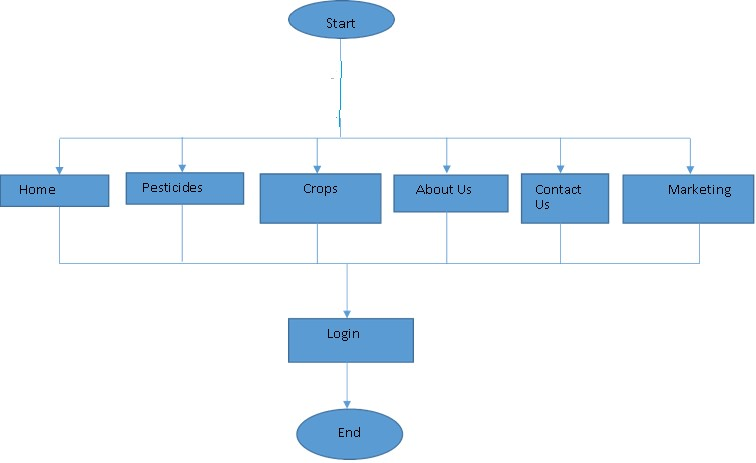 Start
Home
Pesticides
Crops
About Us
Contact
Us
Marketing
Login
End